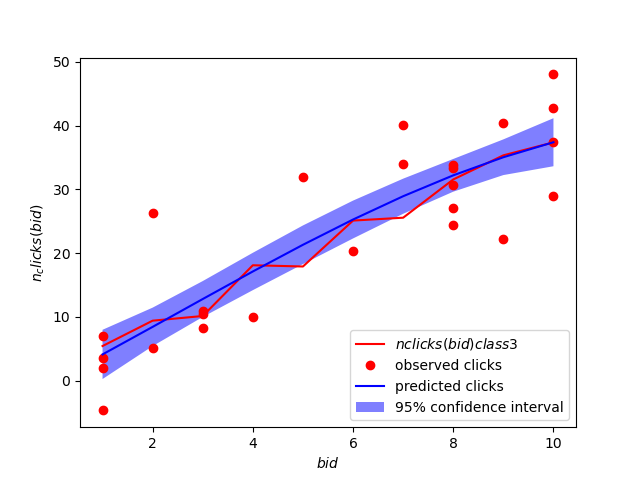 50
40
30
20
10
0
n_clicks(bid)
nclicks(bid)class3
observed clicks
predicted clicks
95% confidence interval
2
4
6
8
10
bid